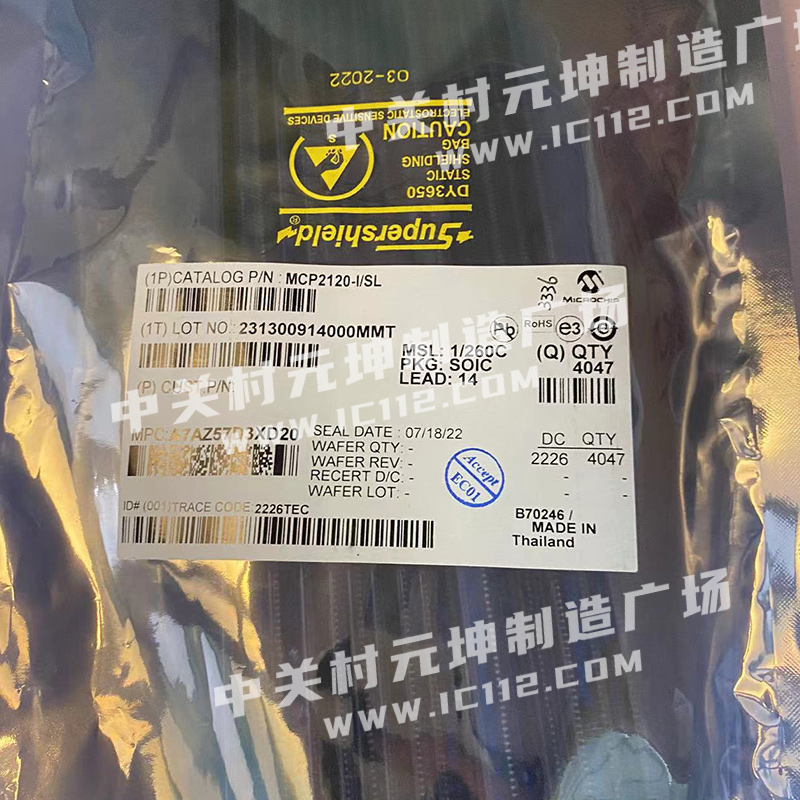 中关村元坤制造广场
www.IC112.com
03-2022
ELECTROSTATIC SENSITIVE DEVICES
CAUTION
S
BAG
SHIELDING
STATIC
DY3650
Supershield®
(1P)CATALOG P/N : MCP2120-I/SL
3336
MICROCHIP
(1T) LOT NO.: 231300914000MMT
Pb
RoHS
e3
MSL: 1/260C
PKG: SOIC
LEAD: 14
(Q) QTY
4047
中关村元坤制造广场
www.IC112.com
(P) CUST.P/N:
MPC:A7AZ57D3XD20
SEAL DATE : 07/18/22
WAFER QTY: -
WAFER REV: -
RECERT D/C: -
WAFER LOT: -
Accept
EC01
DC QTY
2226 4047
- -
- -
- -
ID# (001)TRACE CODE 2226TEC
B70246 /
MADE IN
Thailand
中关村元坤制造广场
www.IC112.com